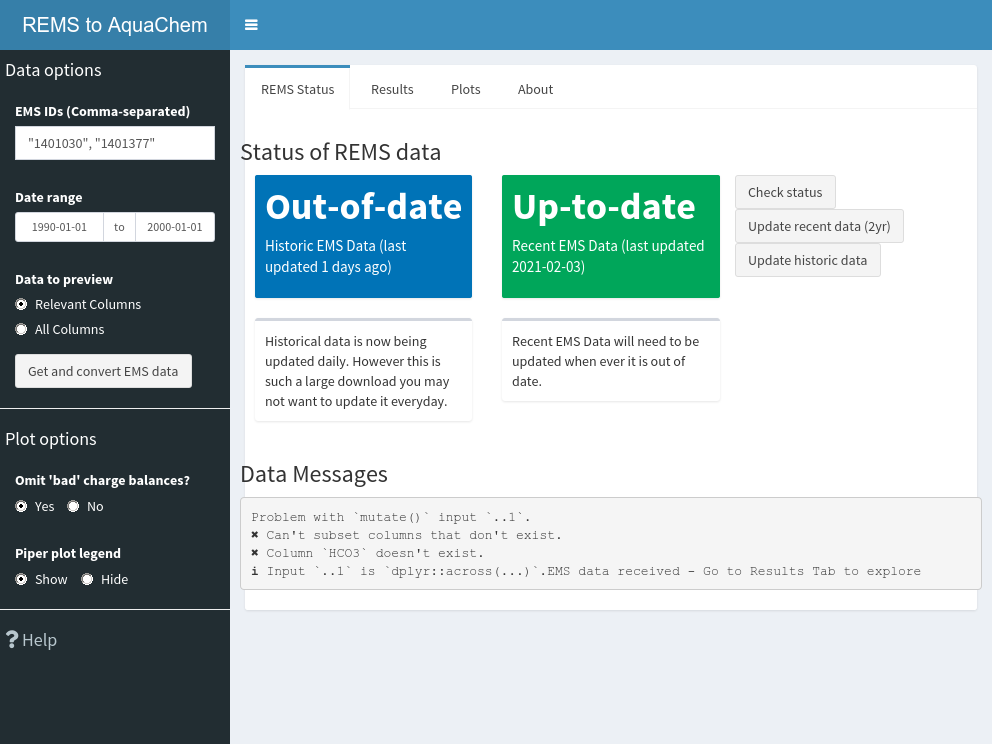 REMS to AquaChem
Data options
EMS IDs (Comma-separated)
"1401030", "1401377"
Date range
1990-01-01 to 2000-01-01
Data to preview
Relevant Columns
All Columns
Get and convert EMS data
Plot options
Omit 'bad' charge balances?
Yes No
Piper plot legend
Show Hide
? Help
REMS Status Results Plots About
Status of REMS data
Out-of-date
Historic EMS Data (last
updated 1 days ago)
Up-to-date
Recent EMS Data (last updated
2021-02-03)
Check status
Update recent data (2yr)
Update historic data
Historical data is now being
updated daily. However this is
such a large download you may
not want to update it everyday.
Recent EMS Data will need to be
updated when ever it is out of
date.
Data Messages
Problem with `mutate()` input `..1`.
✖ Can't subset columns that don't exist.
✖ Column `HCO3` doesn't exist.
ℹ Input `..1` is `dplyr::across(...)`.EMS data received - Go to Results Tab to explore